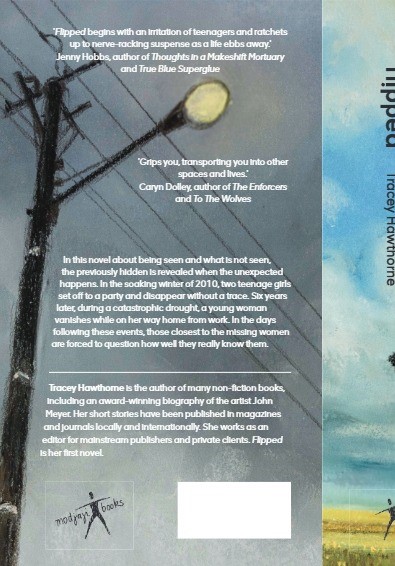 'Flipped begins with an irritation of teenagers and ratchets
up to nerve-racking suspense as a life ebbs away.'
Jenny Hobbs, author of Thoughts in a Makeshift Mortuary
and True Blue Superglue
'Grips you, transporting you into other
spaces and lives.'
Caryn Dolley, author of The Enforcers
and To The Wolves
In this novel about being seen and what is not seen,
the previously hidden is revealed when the unexpected
happens. In the soaking winter of 2010, two teenage girls
set off to a party and disappear without a trace. Six years
later, during a catastrophic drought, a young woman
vanishes while on her way home from work. In the days
following these events, those closest to the missing women
are forced to question how well they really know them.
Tracey Hawthorne is the author of many non-fiction books,
including an award-winning biography of the artist John
Meyer. Her short stories have been published in magazines
and journals locally and internationally. She works as an
editor for mainstream publishers and private clients. Flipped
is her first novel.
modjaji books
flipped
Tracey Hawthorne